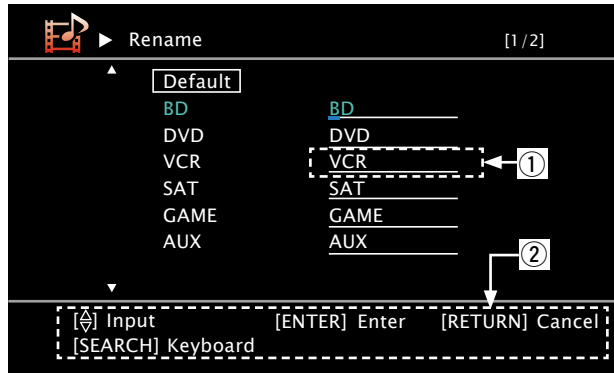 ▶ Rename [1/2]
Default
BD BD
DVD DVD
VCR VCR ①
SAT SAT
GAME GAME
AUX AUX
②
[△▽] Input [ENTER] Enter [RETURN] Cancel
[SEARCH] Keyboard